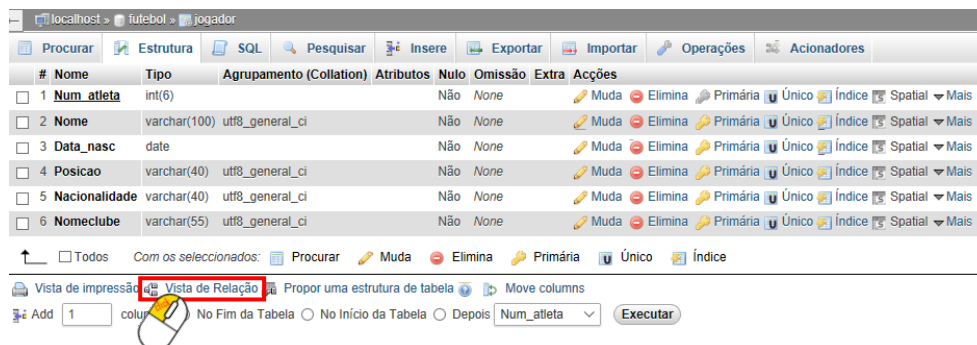 localhost » futebol » jogador
Procurar Estrutura SQL Pesquisar Insere Exportar Importar Operações Acionadores
# Nome Tipo Agrupamento (Collation) Atributos Nulo Omissão Extra Acções
1 Num_atleta int(6) Não None Muda Elimina Primária Único Índice Spatial Mais
2 Nome varchar(100) utf8_general_ci Não None Muda Elimina Primária Único Índice Spatial Mais
3 Data_nasc date Não None Muda Elimina Primária Único Índice Spatial Mais
4 Posicao varchar(40) utf8_general_ci Não None Muda Elimina Primária Único Índice Spatial Mais
5 Nacionalidade varchar(40) utf8_general_ci Não None Muda Elimina Primária Único Índice Spatial Mais
6 Nomeclube varchar(55) utf8_general_ci Não None Muda Elimina Primária Único Índice Spatial Mais
Todos Com os seleccionados: Procurar Muda Elimina Primária Único Índice
Vista de impressão Vista de Relação Propor uma estrutura de tabela Move columns
Add 1 No Fim da Tabela No Início da Tabela Depois Num_atleta Executar